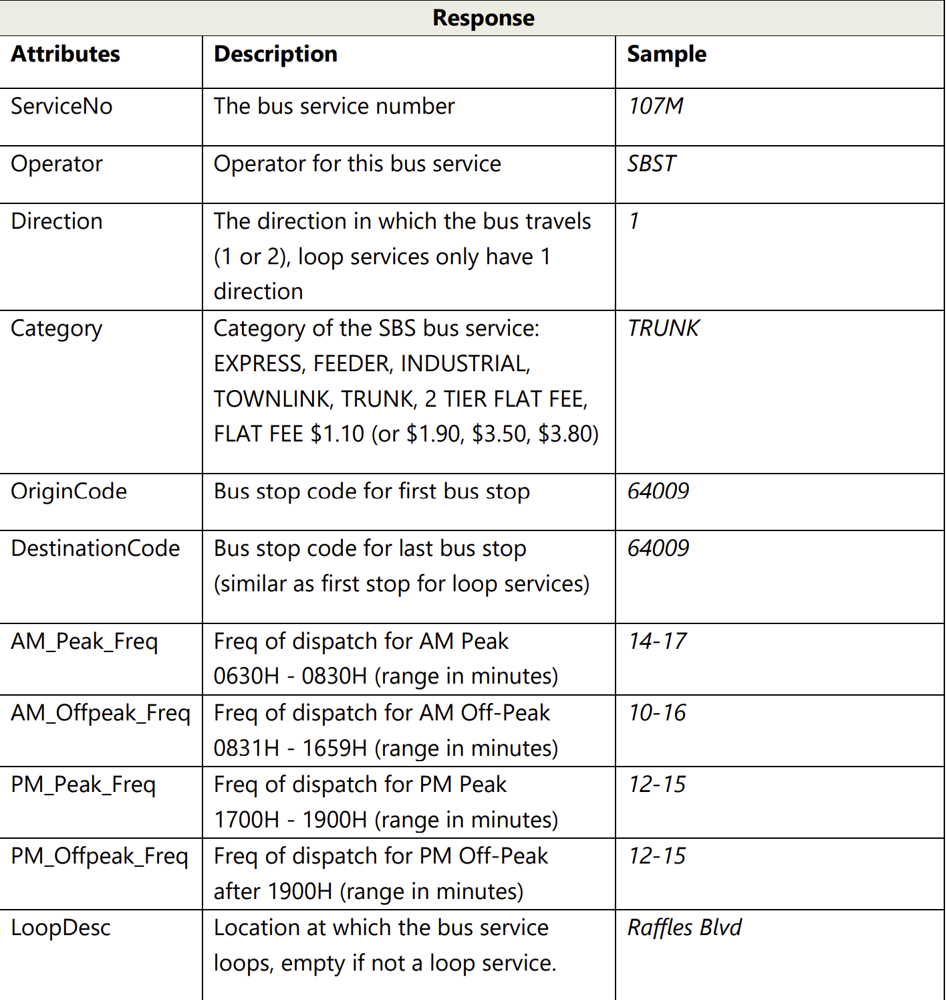 Response
Attributes Description Sample
ServiceNo The bus service number 107M
Operator Operator for this bus service SBST
Direction The direction in which the bus travels 1
(1 or 2), loop services only have 1
direction
Category Category of the SBS bus service: TRUNK
EXPRESS, FEEDER, INDUSTRIAL,
TOWNLINK, TRUNK, 2 TIER FLAT FEE,
FLAT FEE $1.10 (or $1.90, $3.50, $3.80)
OriginCode Bus stop code for first bus stop 64009
DestinationCode Bus stop code for last bus stop 64009
(similar as first stop for loop services)
AM_Peak_Freq Freq of dispatch for AM Peak 14-17
0630H - 0830H (range in minutes)
AM_Offpeak_Freq Freq of dispatch for AM Off-Peak 10-16
0831H - 1659H (range in minutes)
PM_Peak_Freq Freq of dispatch for PM Peak 12-15
1700H - 1900H (range in minutes)
PM_Offpeak_Freq Freq of dispatch for PM Off-Peak 12-15
after 1900H (range in minutes)
LoopDesc Location at which the bus service Raffles Blvd
loops, empty if not a loop service.